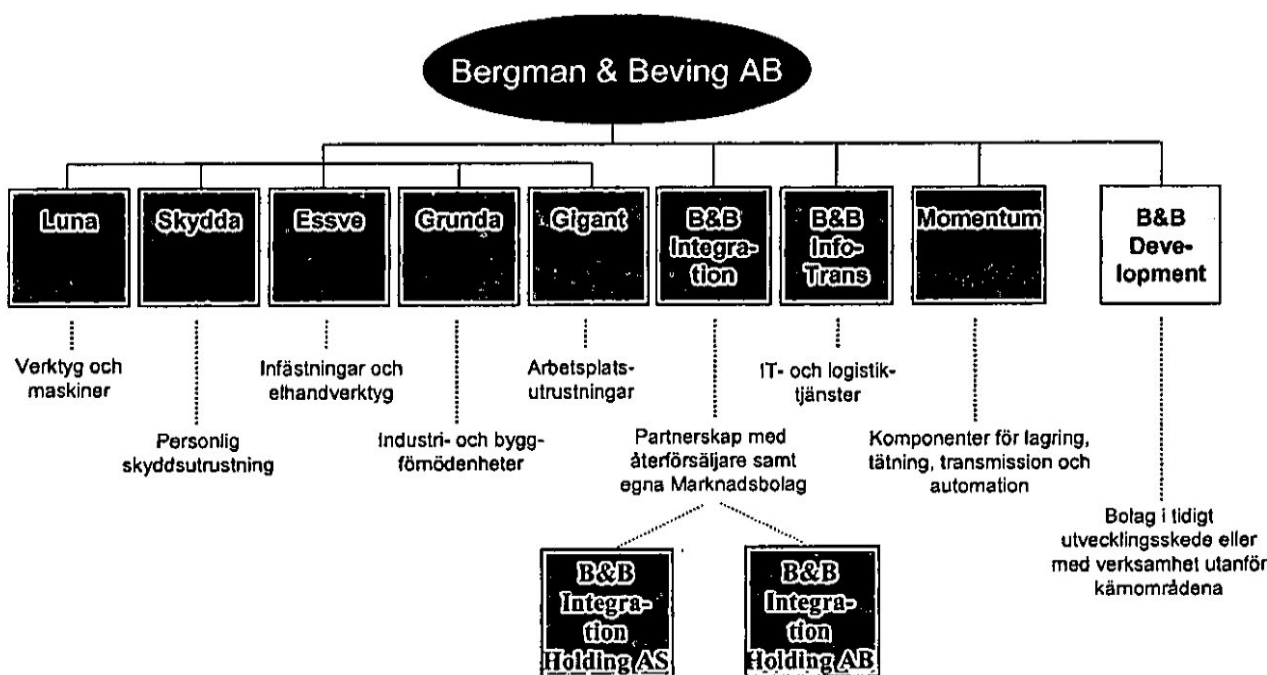 Bergman & Beving AB
Luna
Skydda
Essve
Grunda
Gigant
B&B
Integra-
tion
B&B
Info-
Trans
Momentum
B&B
Deve-
lopment
Verktyg och
maskiner
Personlig
skyddsutrustning
Infästningar och
elhandverktyg
Industri- och bygg-
förnödenheter
Arbetsplats-
utrustningar
Partnerskap med
återförsäljare samt
egna Marknadsbolag
IT- och logistik-
tjänster
Komponenter för lagring,
tätning, transmission och
automation
Bolag i tidigt
utvecklingsskede eller
med verksamhet utanför
kärnområdena
B&B
Integra-
tion
Holding AS
B&B
Integra-
tion
Holding AB